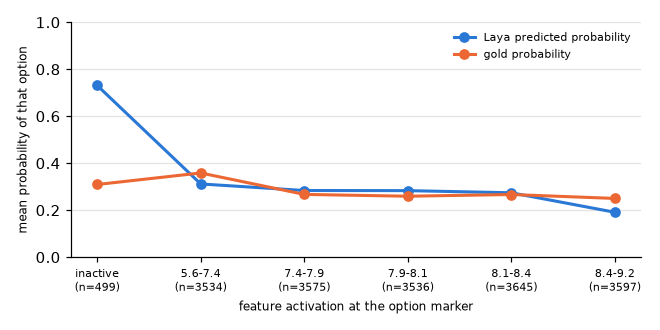 1.0
0.8
0.6
0.4
0.2
0.0
mean probability of that option
Laya predicted probability
gold probability
inactive
(n=499)
5.6-7.4
(n=3534)
7.4-7.9
(n=3575)
7.9-8.1
(n=3536)
8.1-8.4
(n=3645)
8.4-9.2
(n=3597)
feature activation at the option marker